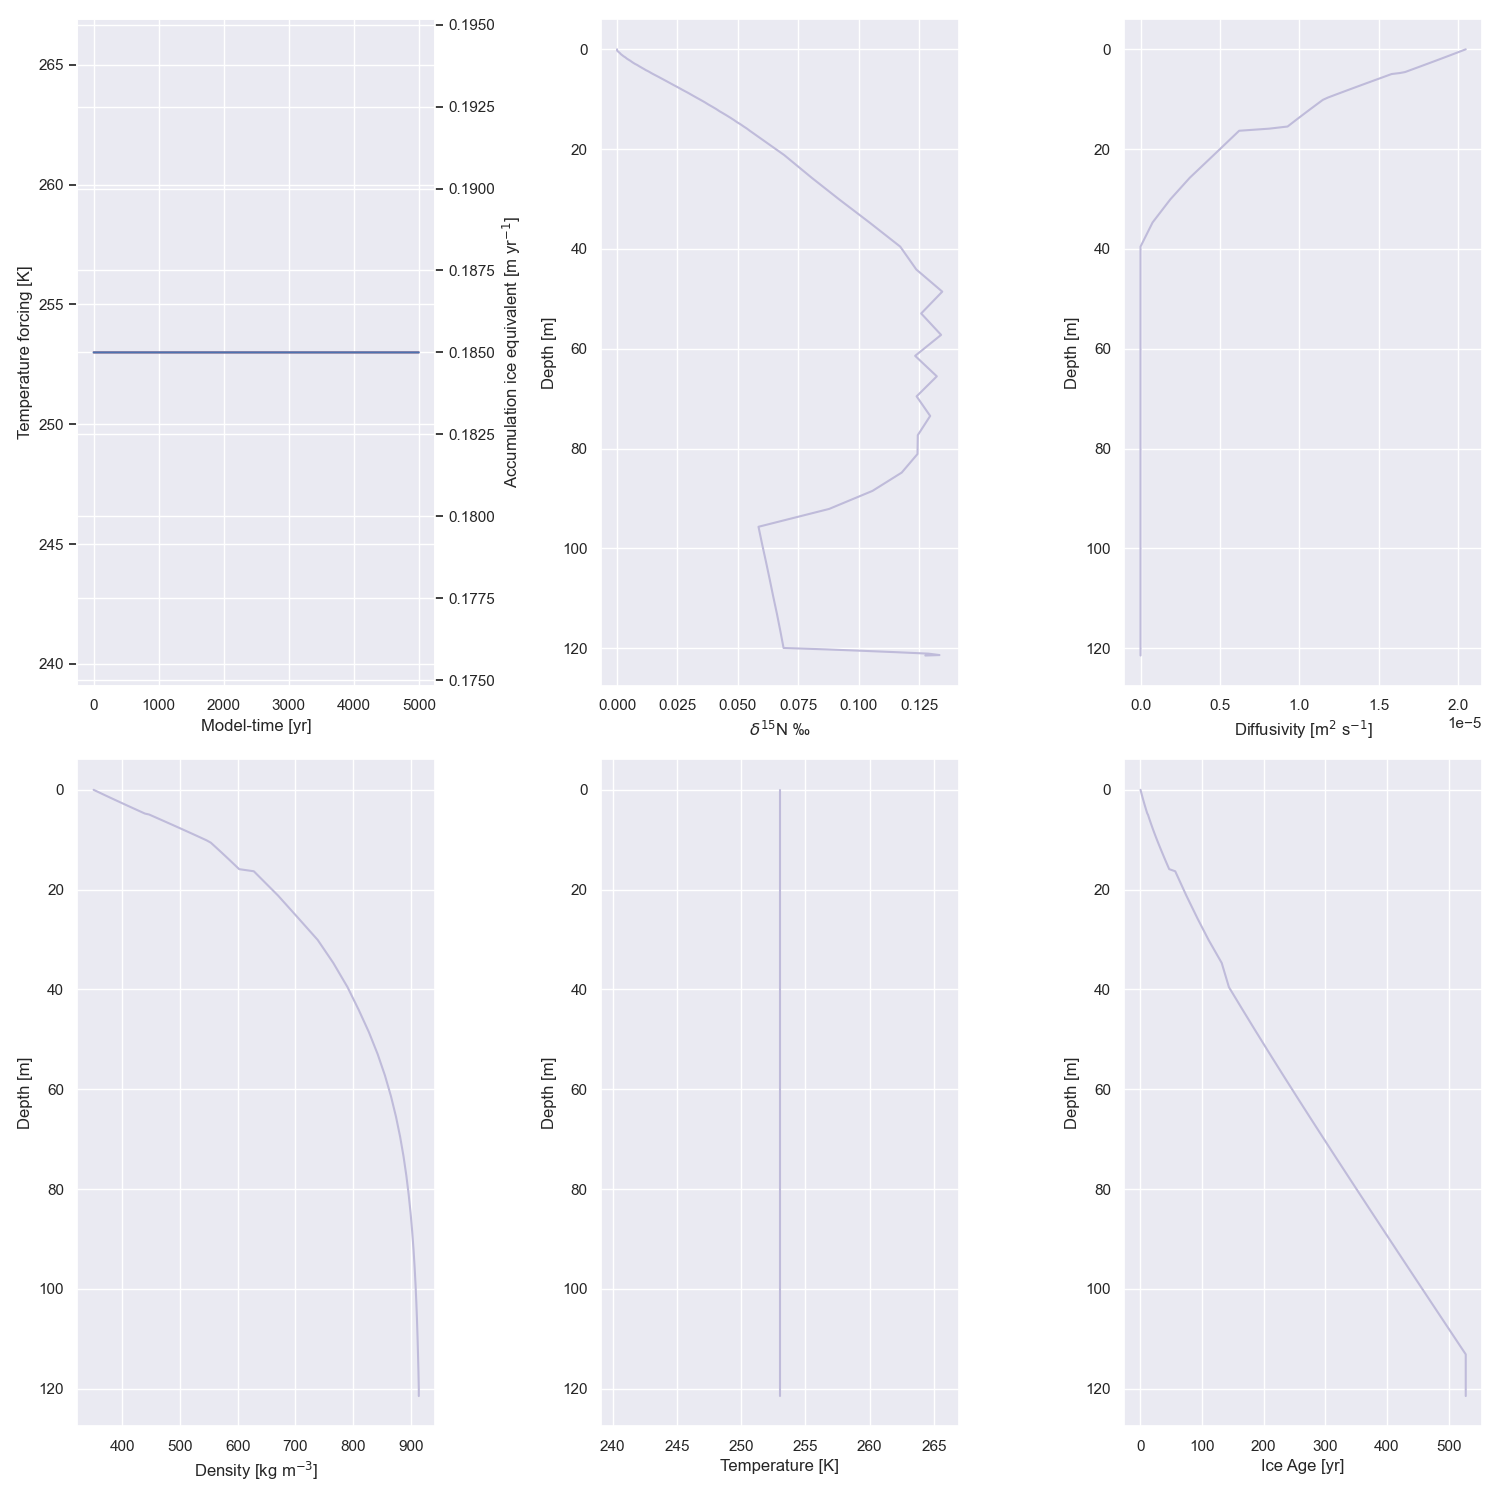 Temperature forcing [K]
265
260
255
250
245
240
0 1000 2000 3000 4000 5000
Model-time [yr]
0.1950
0.1925
0.1900
0.1875
0.1850
0.1825
0.1800
0.1775
0.1750
Accumulation ice equivalent [m yr⁻¹]
Depth [m]
0
20
40
60
80
100
120
0.000 0.025 0.050 0.075 0.100 0.125
δ¹⁵N ‰
Depth [m]
0
20
40
60
80
100
120
0.0 0.5 1.0 1.5 2.0
1e−5
Diffusivity [m² s⁻¹]
Depth [m]
0
20
40
60
80
100
120
400 500 600 700 800 900
Density [kg m⁻³]
Depth [m]
0
20
40
60
80
100
120
240 245 250 255 260 265
Temperature [K]
Depth [m]
0
20
40
60
80
100
120
0 100 200 300 400 500
Ice Age [yr]